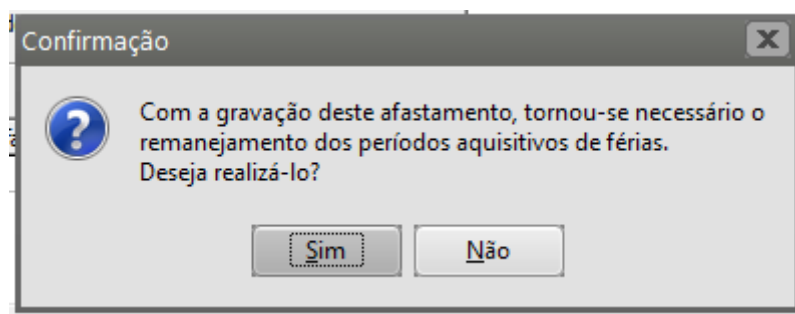 Confirmação
Com a gravação deste afastamento, tornou-se necessário o
remanejamento dos períodos aquisitivos de férias.
Deseja realizá-lo?
Sim
Não